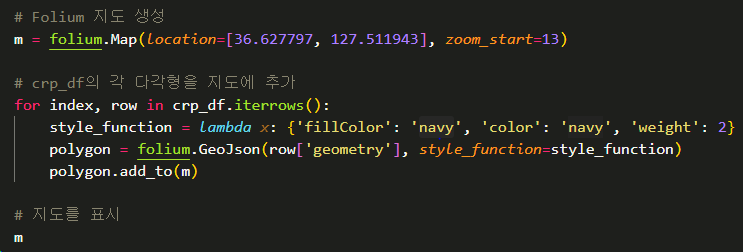 # Folium 지도 생성
m = folium.Map(location=[36.627797, 127.511943], zoom_start=13)
# crp_df의 각 다각형을 지도에 추가
for index, row in crp_df.iterrows():
    style_function = lambda x: {'fillColor': 'navy', 'color': 'navy', 'weight': 2}
    polygon = folium.GeoJson(row['geometry'], style_function=style_function)
    polygon.add_to(m)
# 지도를 표시
m